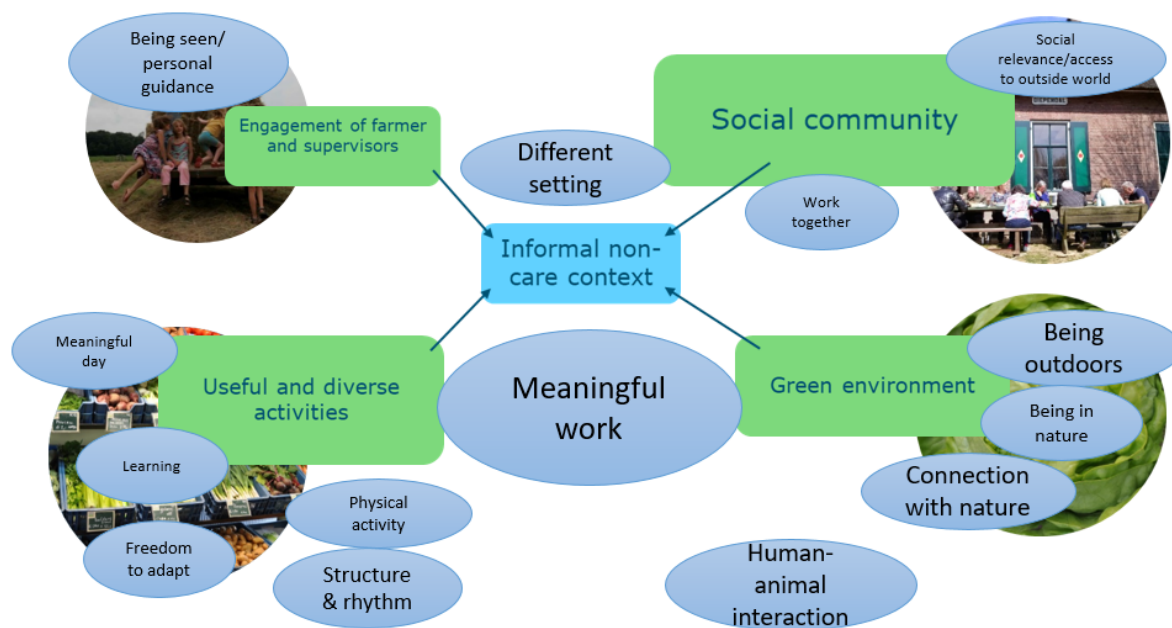 Being seen/
personal
guidance
Engagement of farmer
and supervisors
Different
setting
Social community
Social
relevance/access
to outside world
DIEPENDAL
Work
together
Informal non-
care context
Meaningful
day
Useful and diverse
activities
Learning
Freedom
to adapt
Physical
activity
Structure
& rhythm
Meaningful
work
Green environment
Being
outdoors
Being in
nature
Connection
with nature
Human-
animal
interaction